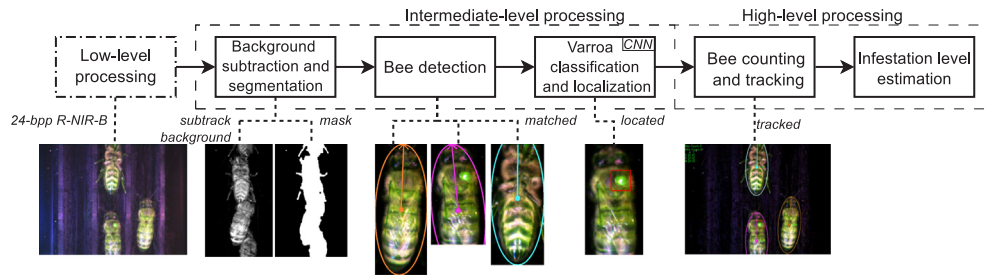 Intermediate-level processing
High-level processing
Low-level
processing
Background
subtraction and
segmentation
Bee detection
Varroa
CNN
classification
and localization
Bee counting
and tracking
Infestation level
estimation
24-bpp R-NIR-B
subtrack
background
mask
matched
located
tracked